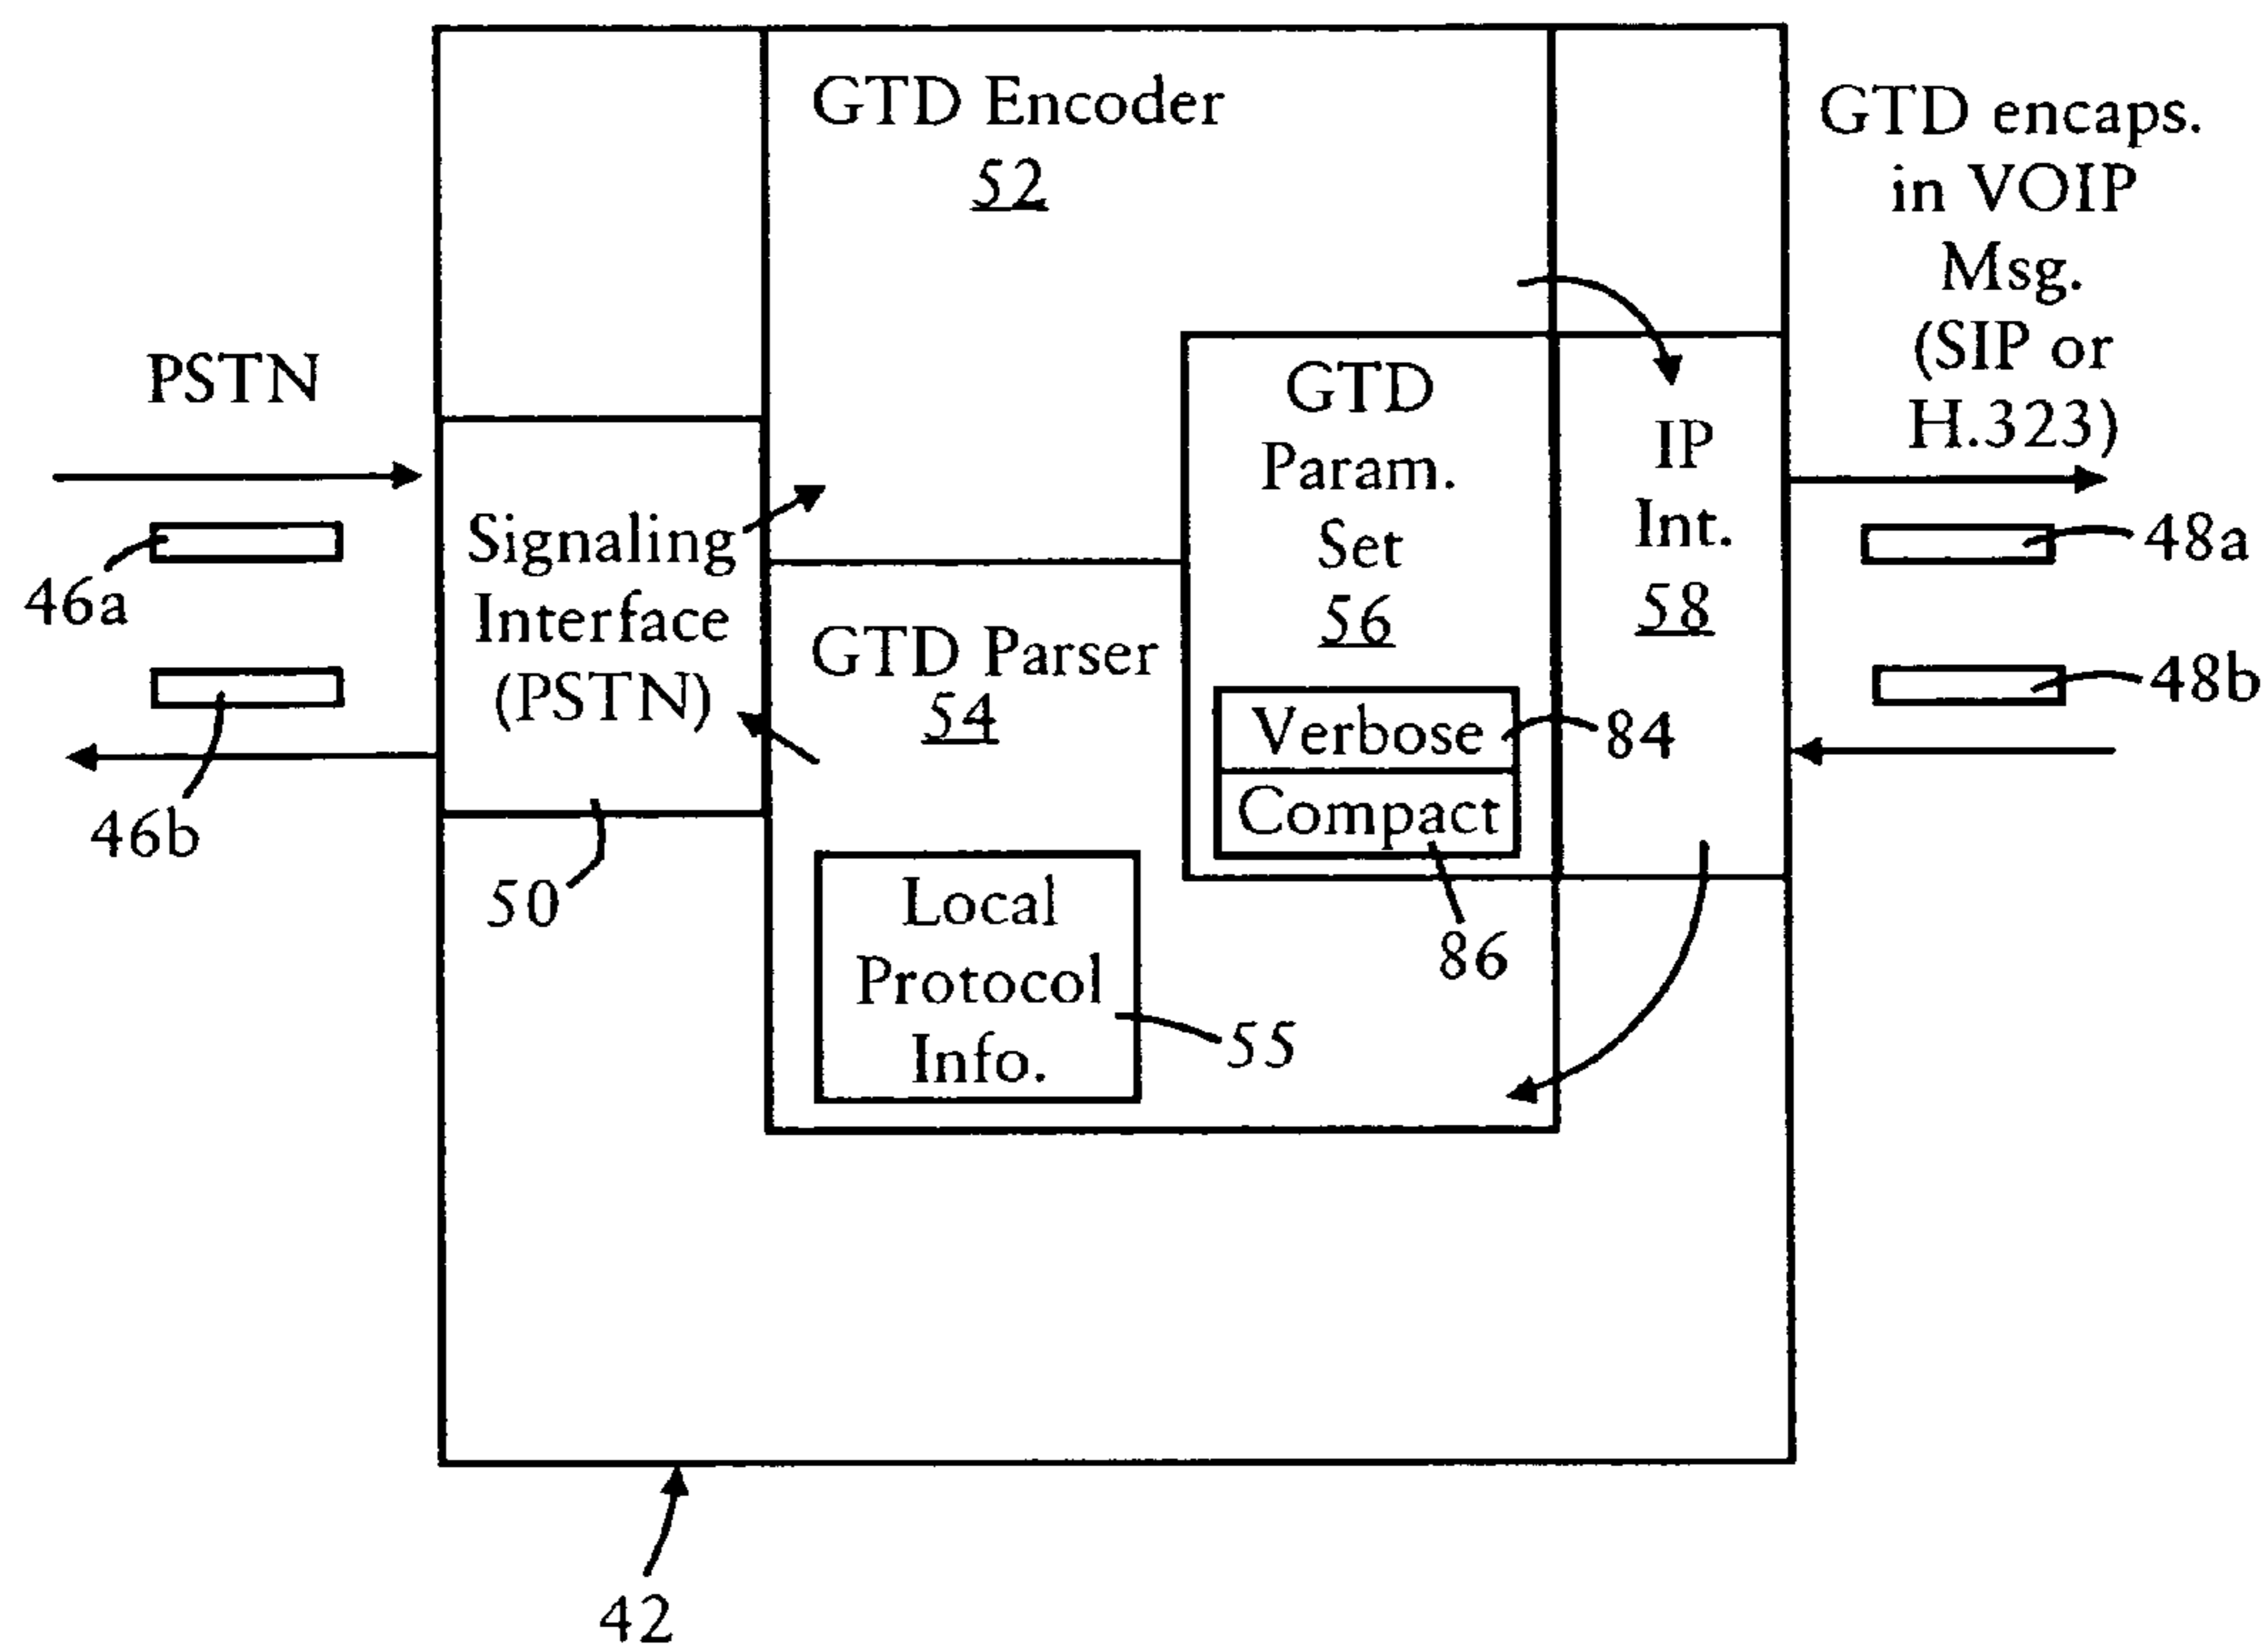 GTD Encoder
52
GTD encaps.
in VOIP
Msg.
(SIP or
H.323)
PSTN
46a
46b
Signaling
Interface
(PSTN)
50
GTD Parser
54
GTD
Param.
Set
56
Verbose
Compact
84
86
IP
Int.
58
48a
48b
Local
Protocol
Info.
55
42